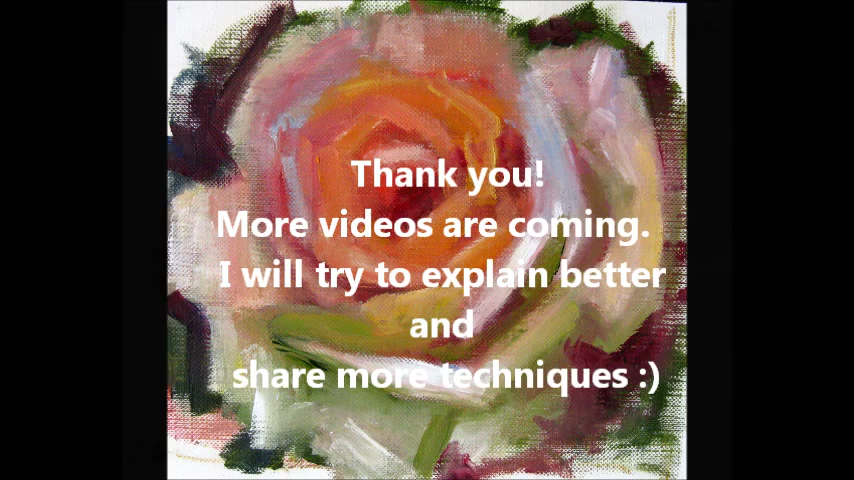 Thank you!
More videos are coming.
I will try to explain better
and
share more techniques :)